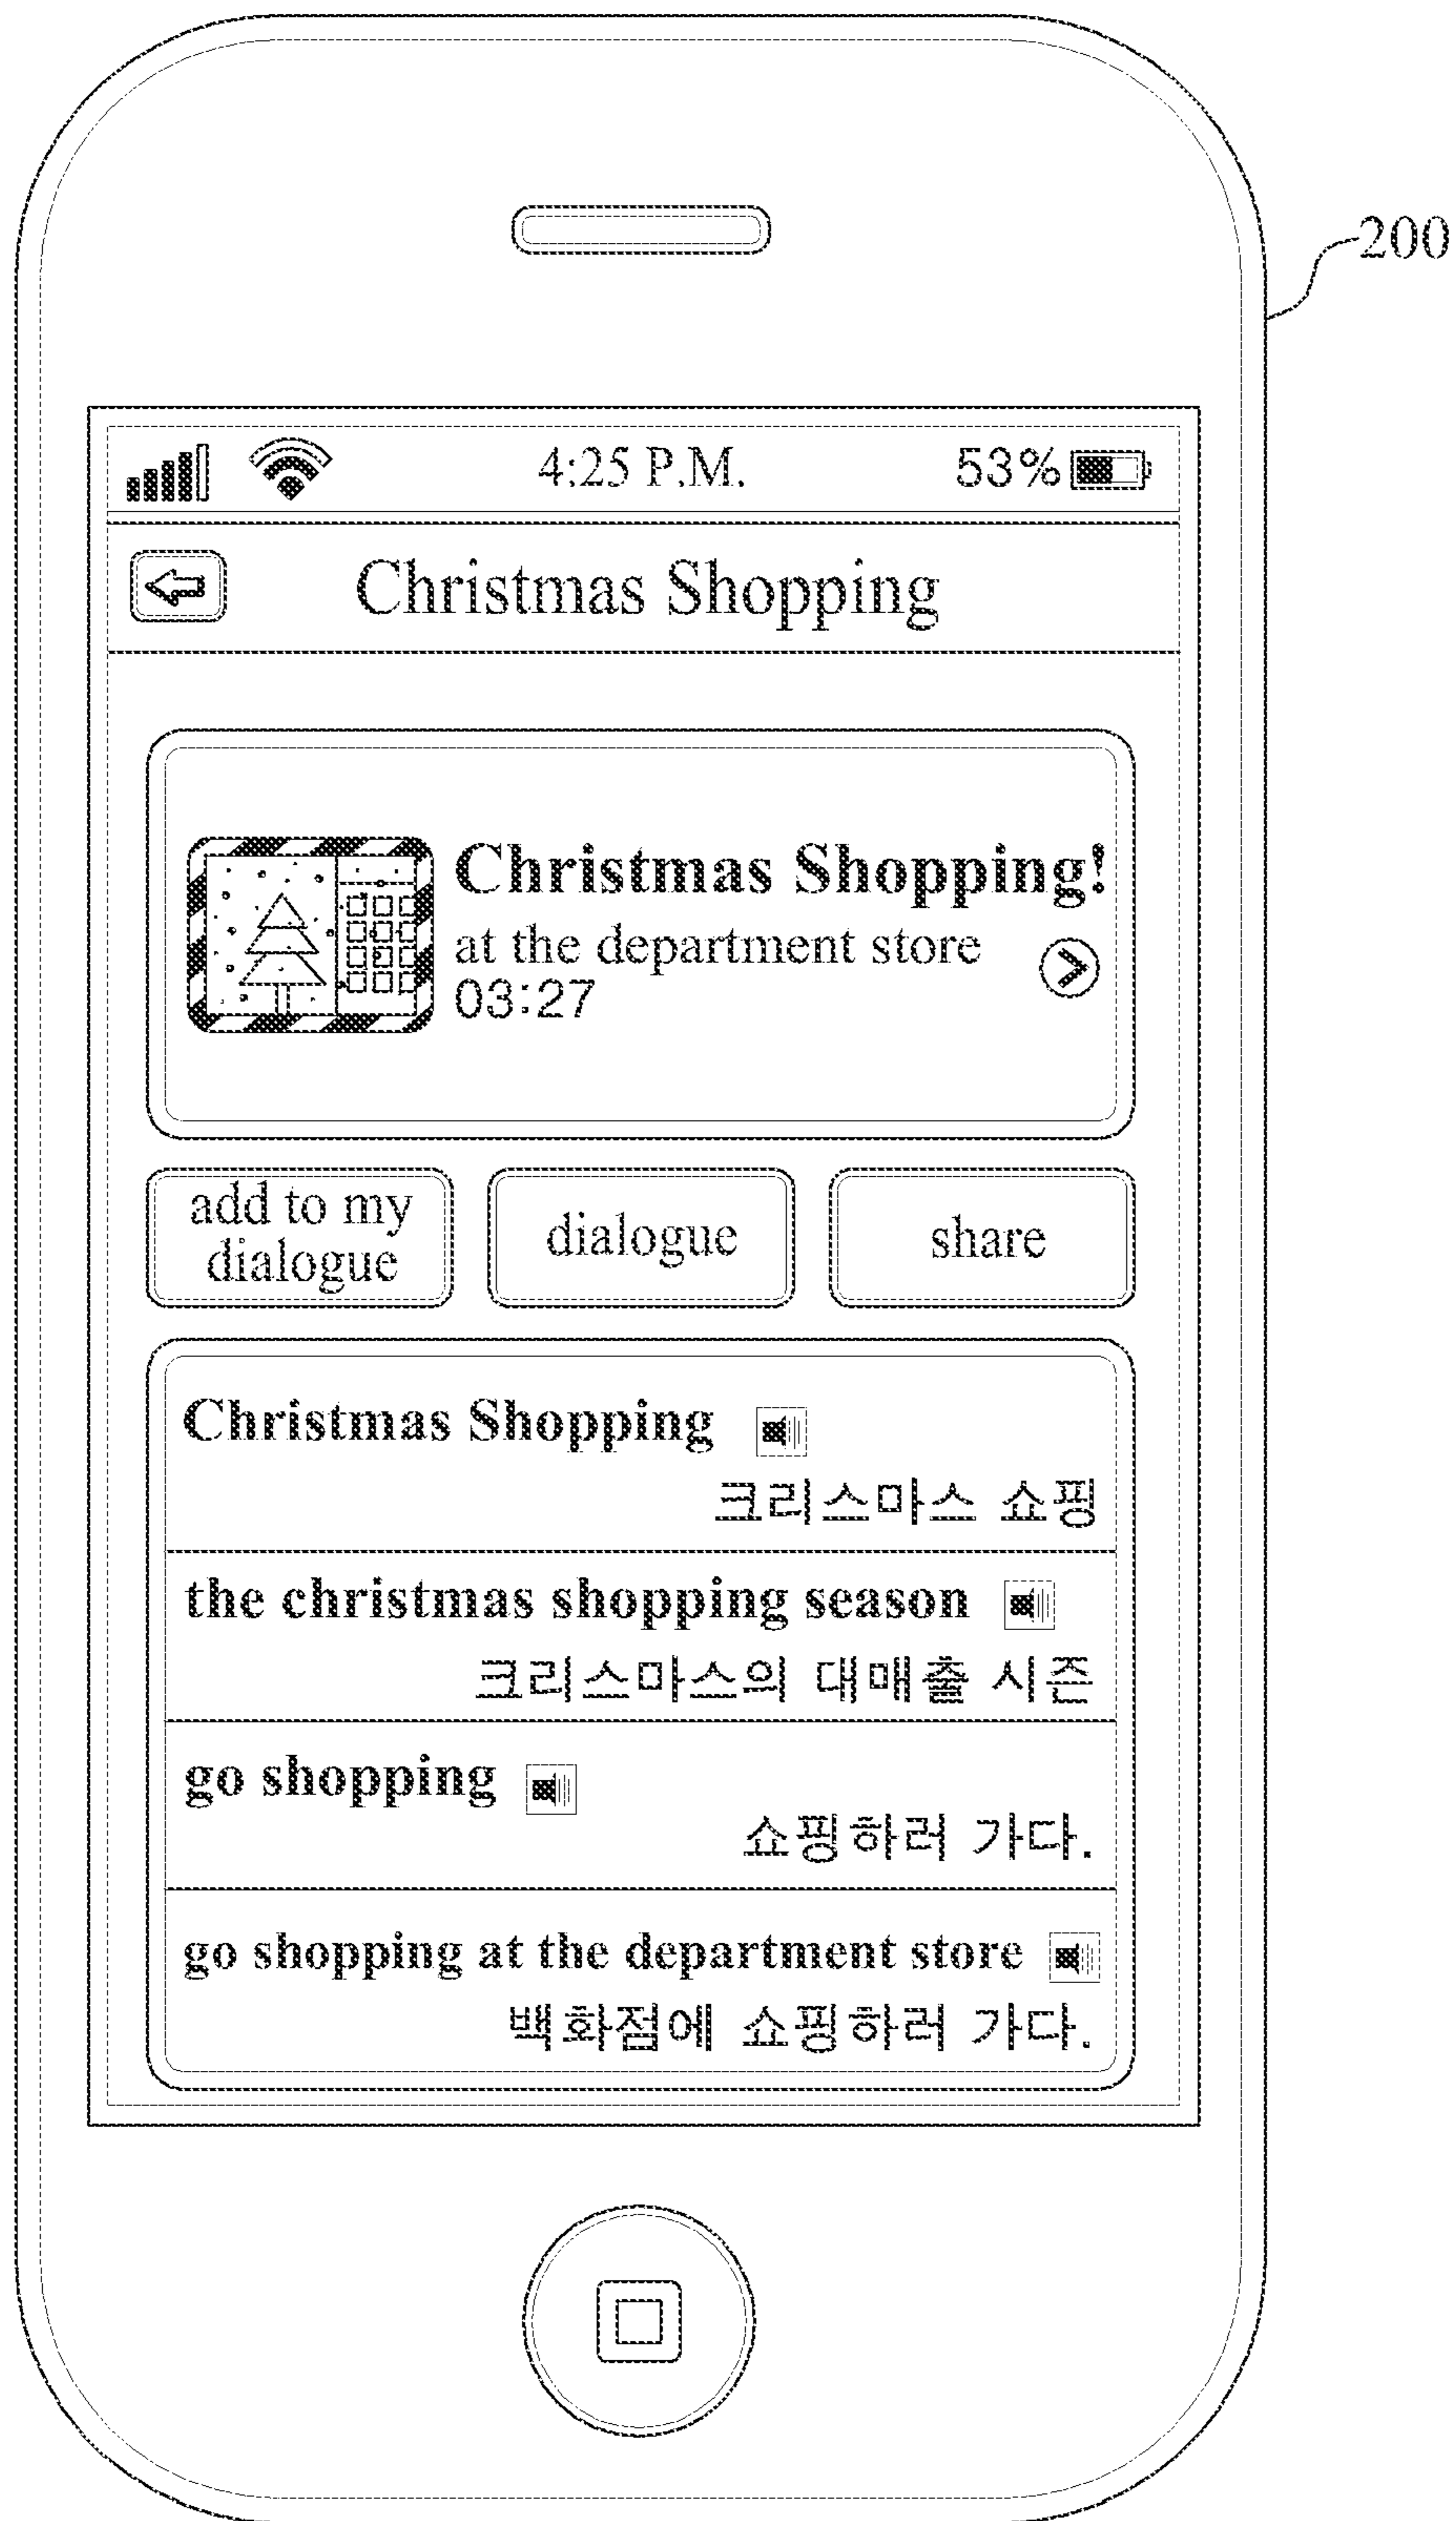 200
4:25 P.M. 53%
Christmas Shopping
Christmas Shopping!
at the department store
03:27
add to my
dialogue
dialogue
share
Christmas Shopping
크리스마스 쇼핑
the christmas shopping season
크리스마스의 대매출 시즌
go shopping
쇼핑하러 가다.
go shopping at the department store
백화점에 쇼핑하러 가다.